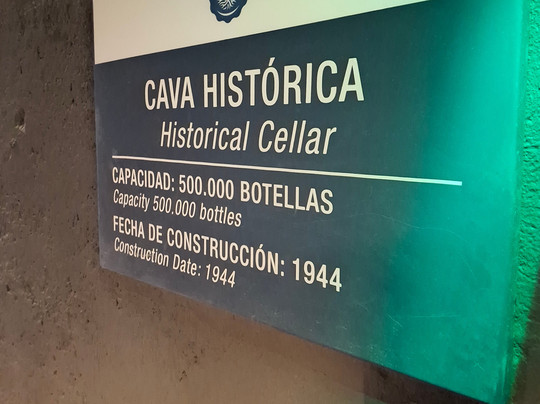 CAVA HISTÓRICA
Historical Cellar
CAPACIDAD: 500.000 BOTELLAS
Capacity 500.000 bottles
FECHA DE CONSTRUCCIÓN: 1944
Construction Date: 1944